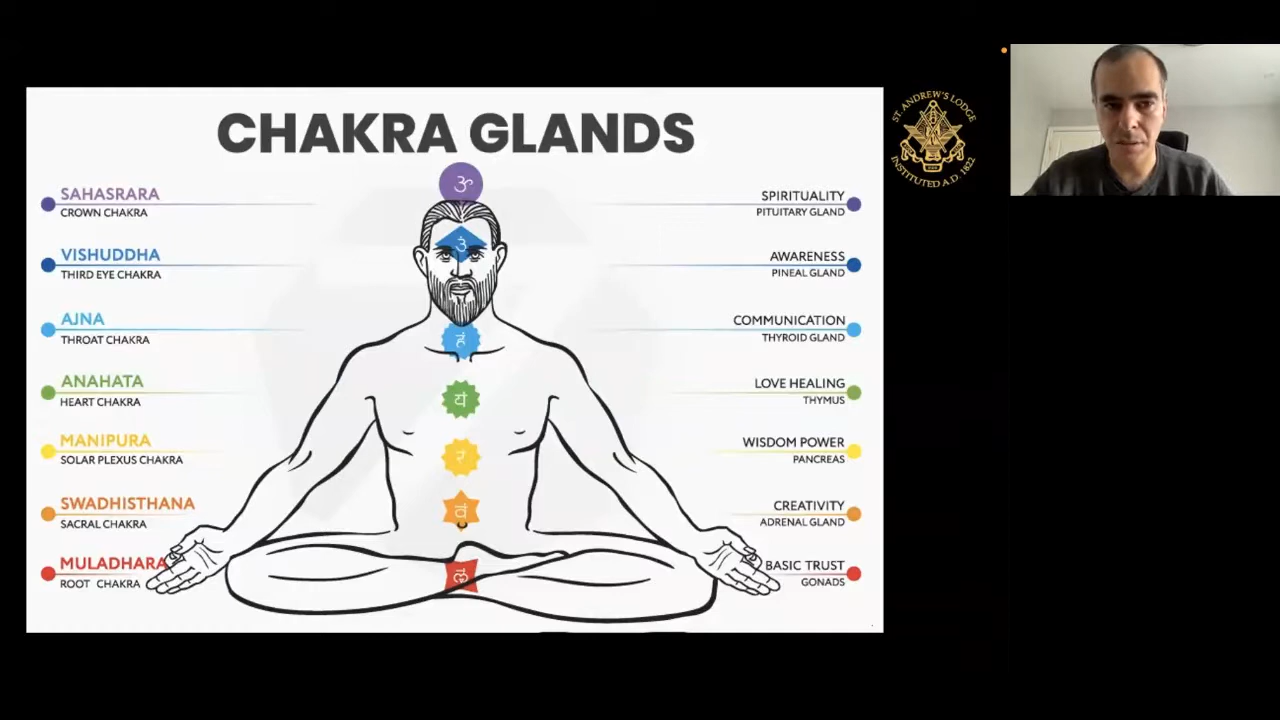 CHAKRA GLANDS
ॐ
SAHASRARA
CROWN CHAKRA
SPIRITUALITY
PITUITARY GLAND
VISHUDDHA
THIRD EYE CHAKRA
AWARENESS
PINEAL GLAND
AJNA
THROAT CHAKRA
COMMUNICATION
THYROID GLAND
हं
ANAHATA
HEART CHAKRA
LOVE HEALING
THYMUS
यं
MANIPURA
SOLAR PLEXUS CHAKRA
WISDOM POWER
PANCREAS
SWADHISTHANA
SACRAL CHAKRA
CREATIVITY
ADRENAL GLAND
वं
MULADHARA
ROOT CHAKRA
BASIC TRUST
GONADS
ST. ANDREW'S LODGE
INSTITUTED A.D. 1822